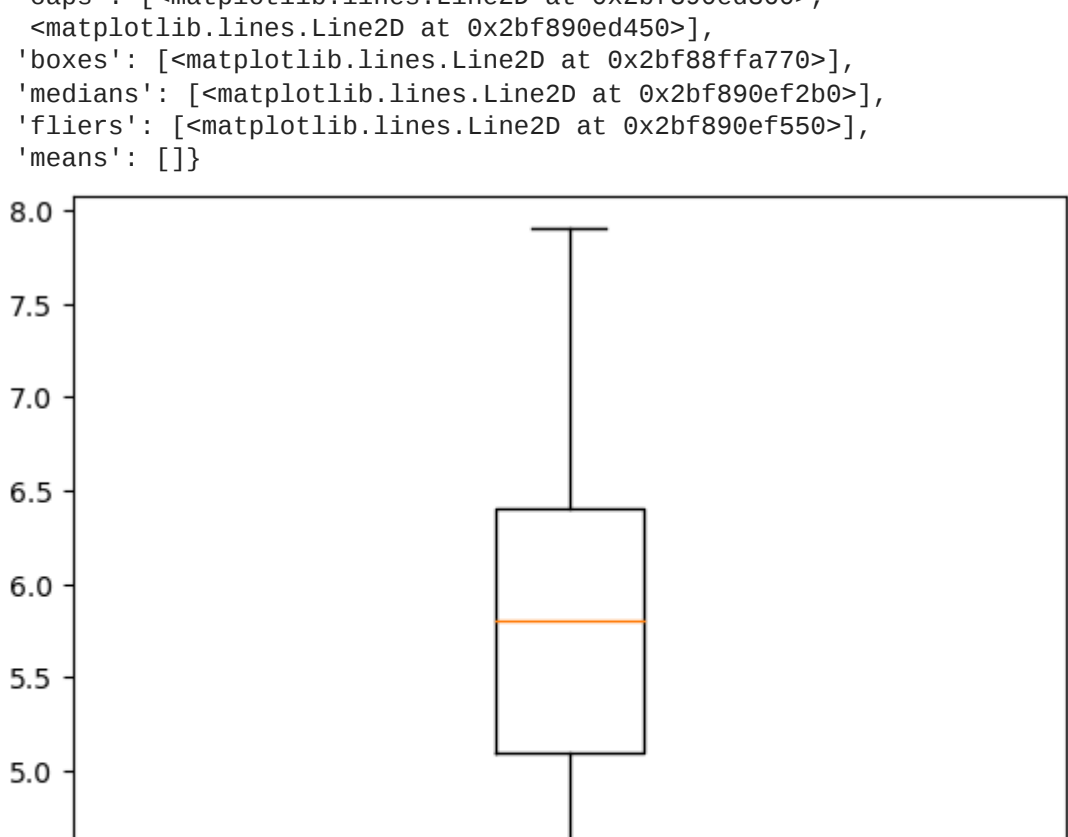 <matplotlib.lines.Line2D at 0x2bf890ed450>],
'boxes': [<matplotlib.lines.Line2D at 0x2bf88ffa770>],
'medians': [<matplotlib.lines.Line2D at 0x2bf890ef2b0>],
'fliers': [<matplotlib.lines.Line2D at 0x2bf890ef550>],
'means': []}
8.0
7.5
7.0
6.5
6.0
5.5
5.0